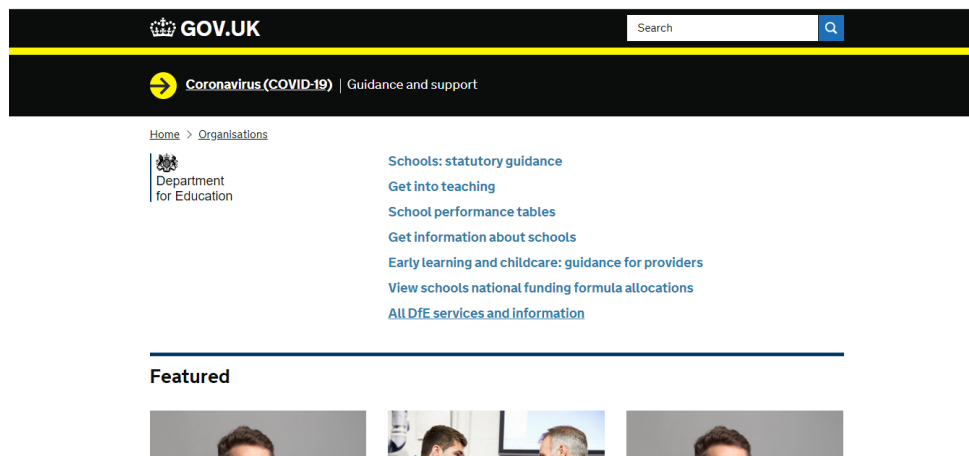 GOV.UK
Search
Coronavirus (COVID-19) | Guidance and support
Home > Organisations
Department
for Education
Schools: statutory guidance
Get into teaching
School performance tables
Get information about schools
Early learning and childcare: guidance for providers
View schools national funding formula allocations
All DfE services and information
Featured